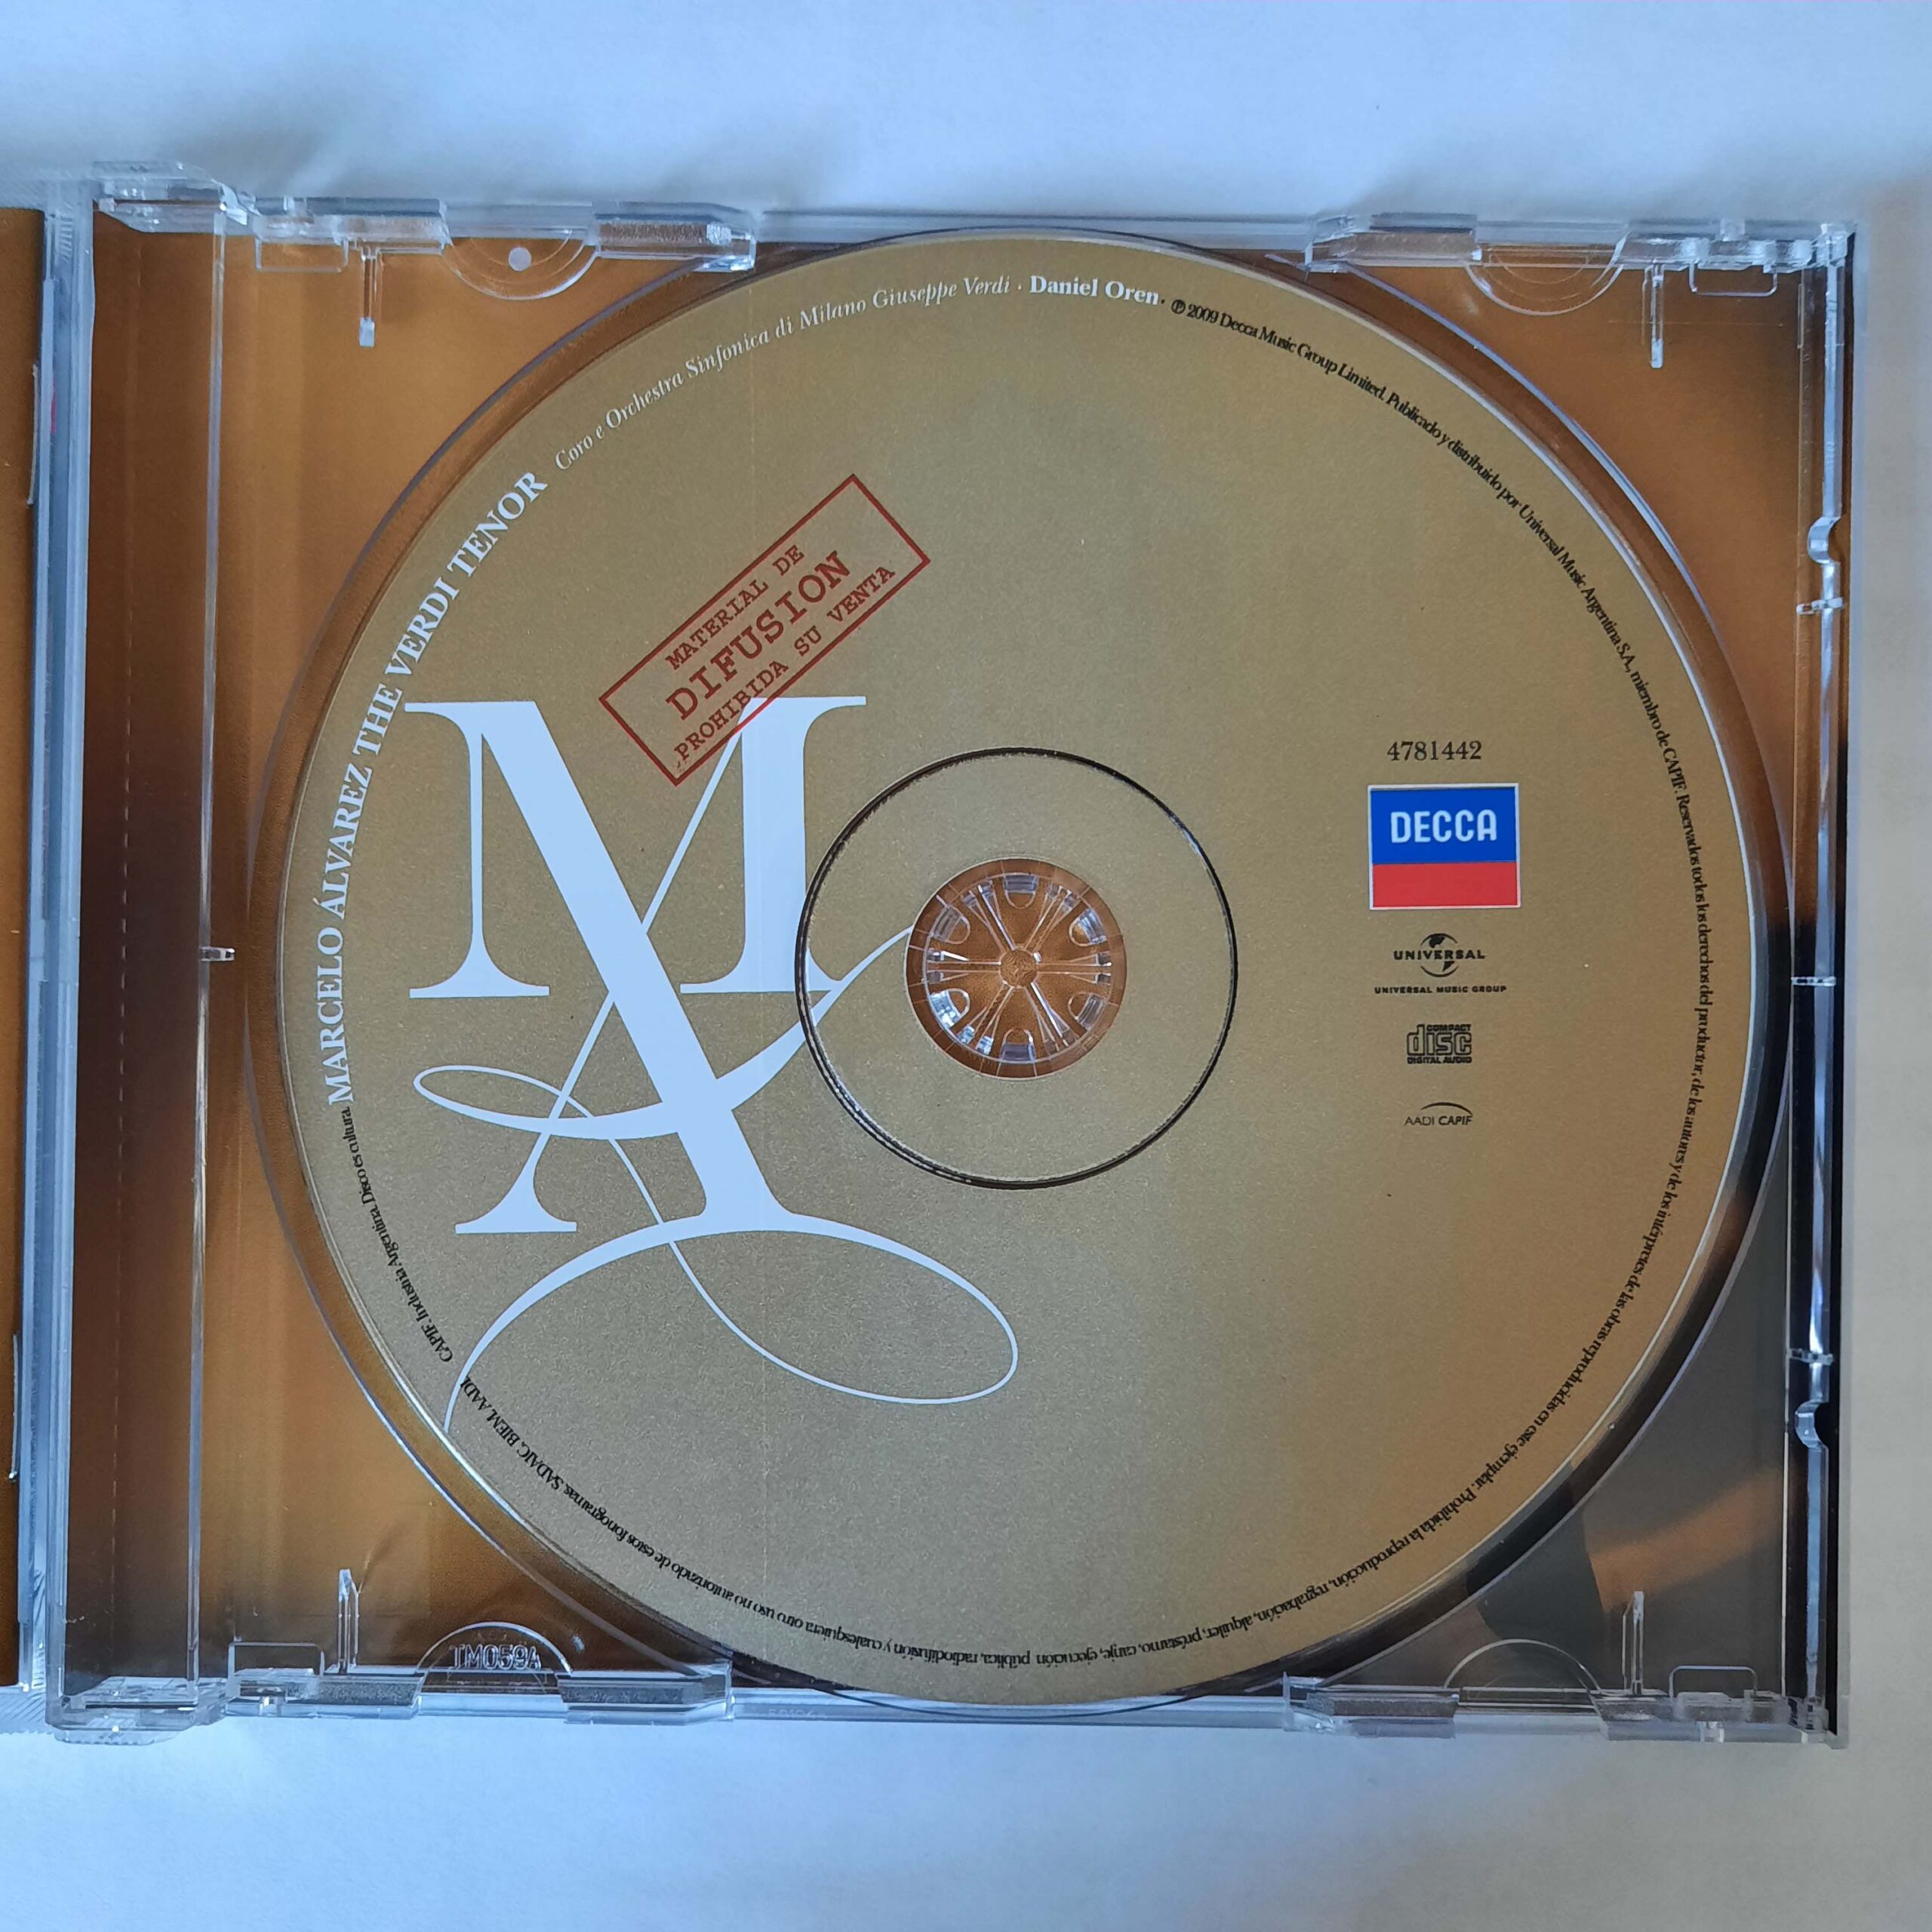 MARCELO ÁLVAREZ THE VERDI TENOR Coro e Orchestra Sinfonica di Milano Giuseppe Verdi · Daniel Oren · ℗ 2009 Decca Music Group Limited. Publicado y distribuido por Universal Music Argentina S.A., miembro de CAPIF. Reservados todos los derechos del productor, de los autores y de los intérpretes de las obras reproducidas en este ejemplar. Prohibida la reproducción, regrabación, alquiler, préstamo, canje, ejecución pública, radiodifusión y cualesquiera otro uso no autorizado de estos fonogramas. SADAIC. BIEM. AADI CAPIF. Industria Argentina. Disco es cultura.
MATERIAL DE
DIFUSION
PROHIBIDA SU VENTA
MA
4781442
DECCA
UNIVERSAL
UNIVERSAL MUSIC GROUP
COMPACT
disc
DIGITAL AUDIO
AADI CAPIF